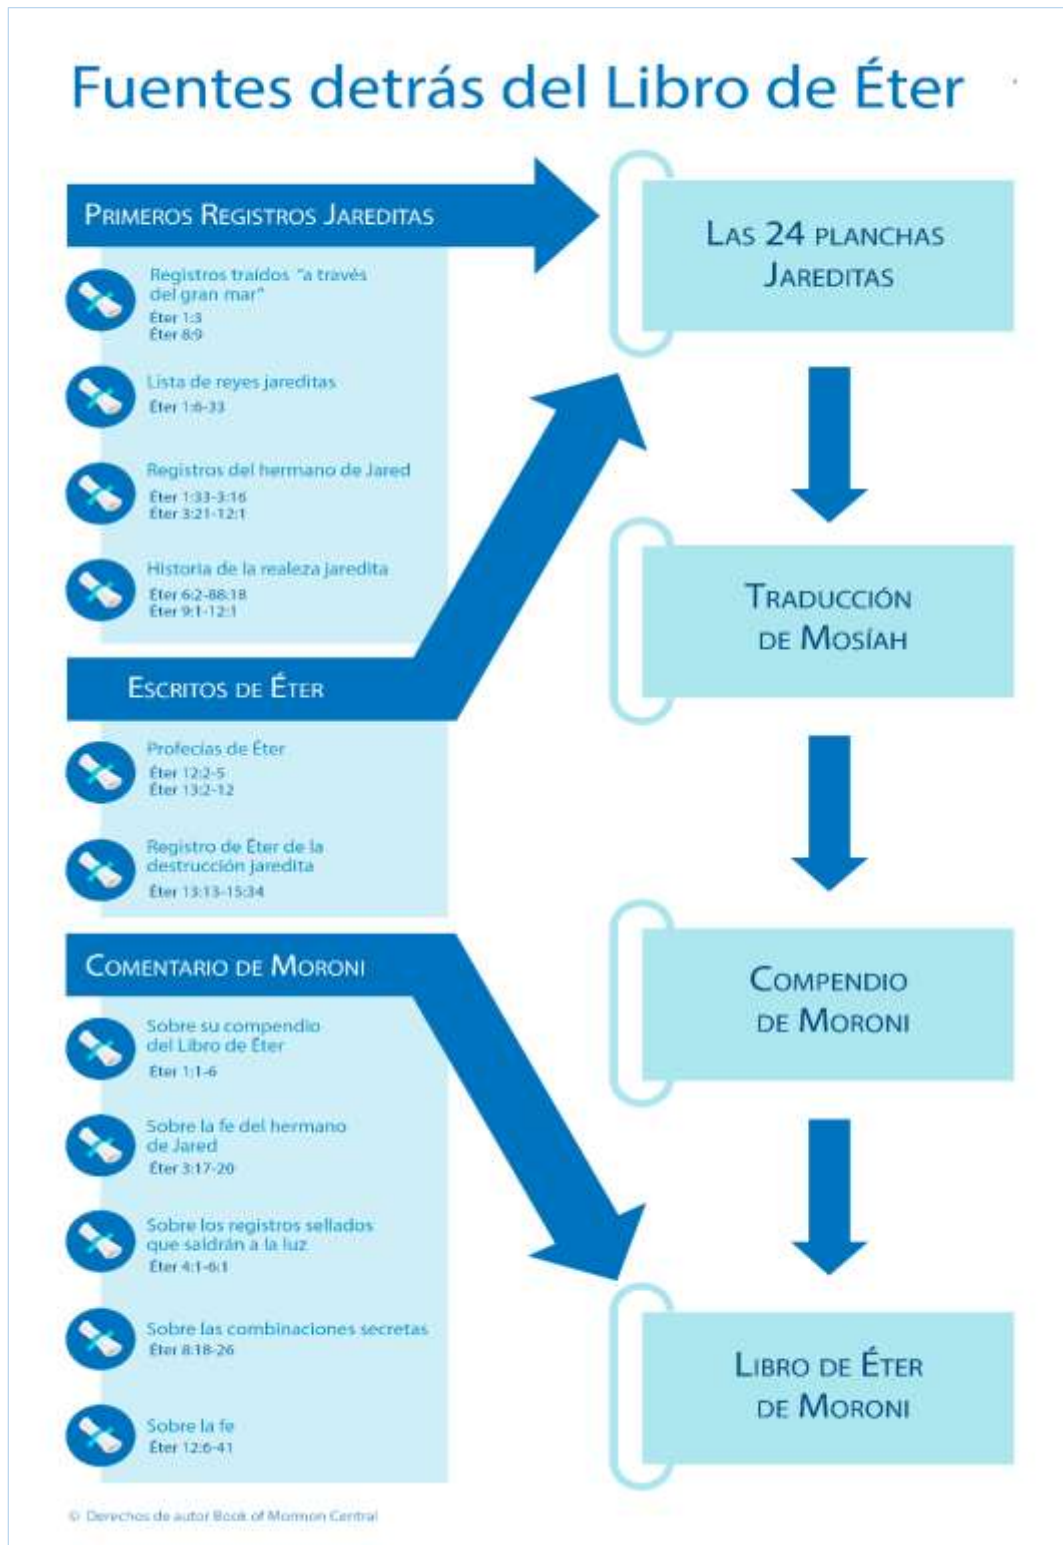 Fuentes detrás del Libro de Éter
PRIMEROS REGISTROS JAREDITAS
Registros traídos "a través
del gran mar"
Éter 1:3
Éter 8:9
Lista de reyes jareditas
Éter 1:6-33
Registros del hermano de Jared
Éter 1:33-3:16
Éter 3:21-12:1
Historia de la realeza jaredita
Éter 6:2-88:18
Éter 9:1-12:1
ESCRITOS DE ÉTER
Profecías de Éter
Éter 12:2-5
Éter 13:2-12
Registro de Éter de la
destrucción jaredita
Éter 13:13-15:34
COMENTARIO DE MORONI
Sobre su compendio
del Libro de Éter
Éter 1:1-6
Sobre la fe del hermano
de Jared
Éter 3:17-20
Sobre los registros sellados
que saldrán a la luz
Éter 4:1-6:1
Sobre las combinaciones secretas
Éter 8:18-26
Sobre la fe
Éter 12:6-41
LAS 24 PLANCHAS
JAREDITAS
TRADUCCIÓN
DE MOSÍAH
COMPENDIO
DE MORONI
LIBRO DE ÉTER
DE MORONI
© Derechos de autor Book of Mormon Central